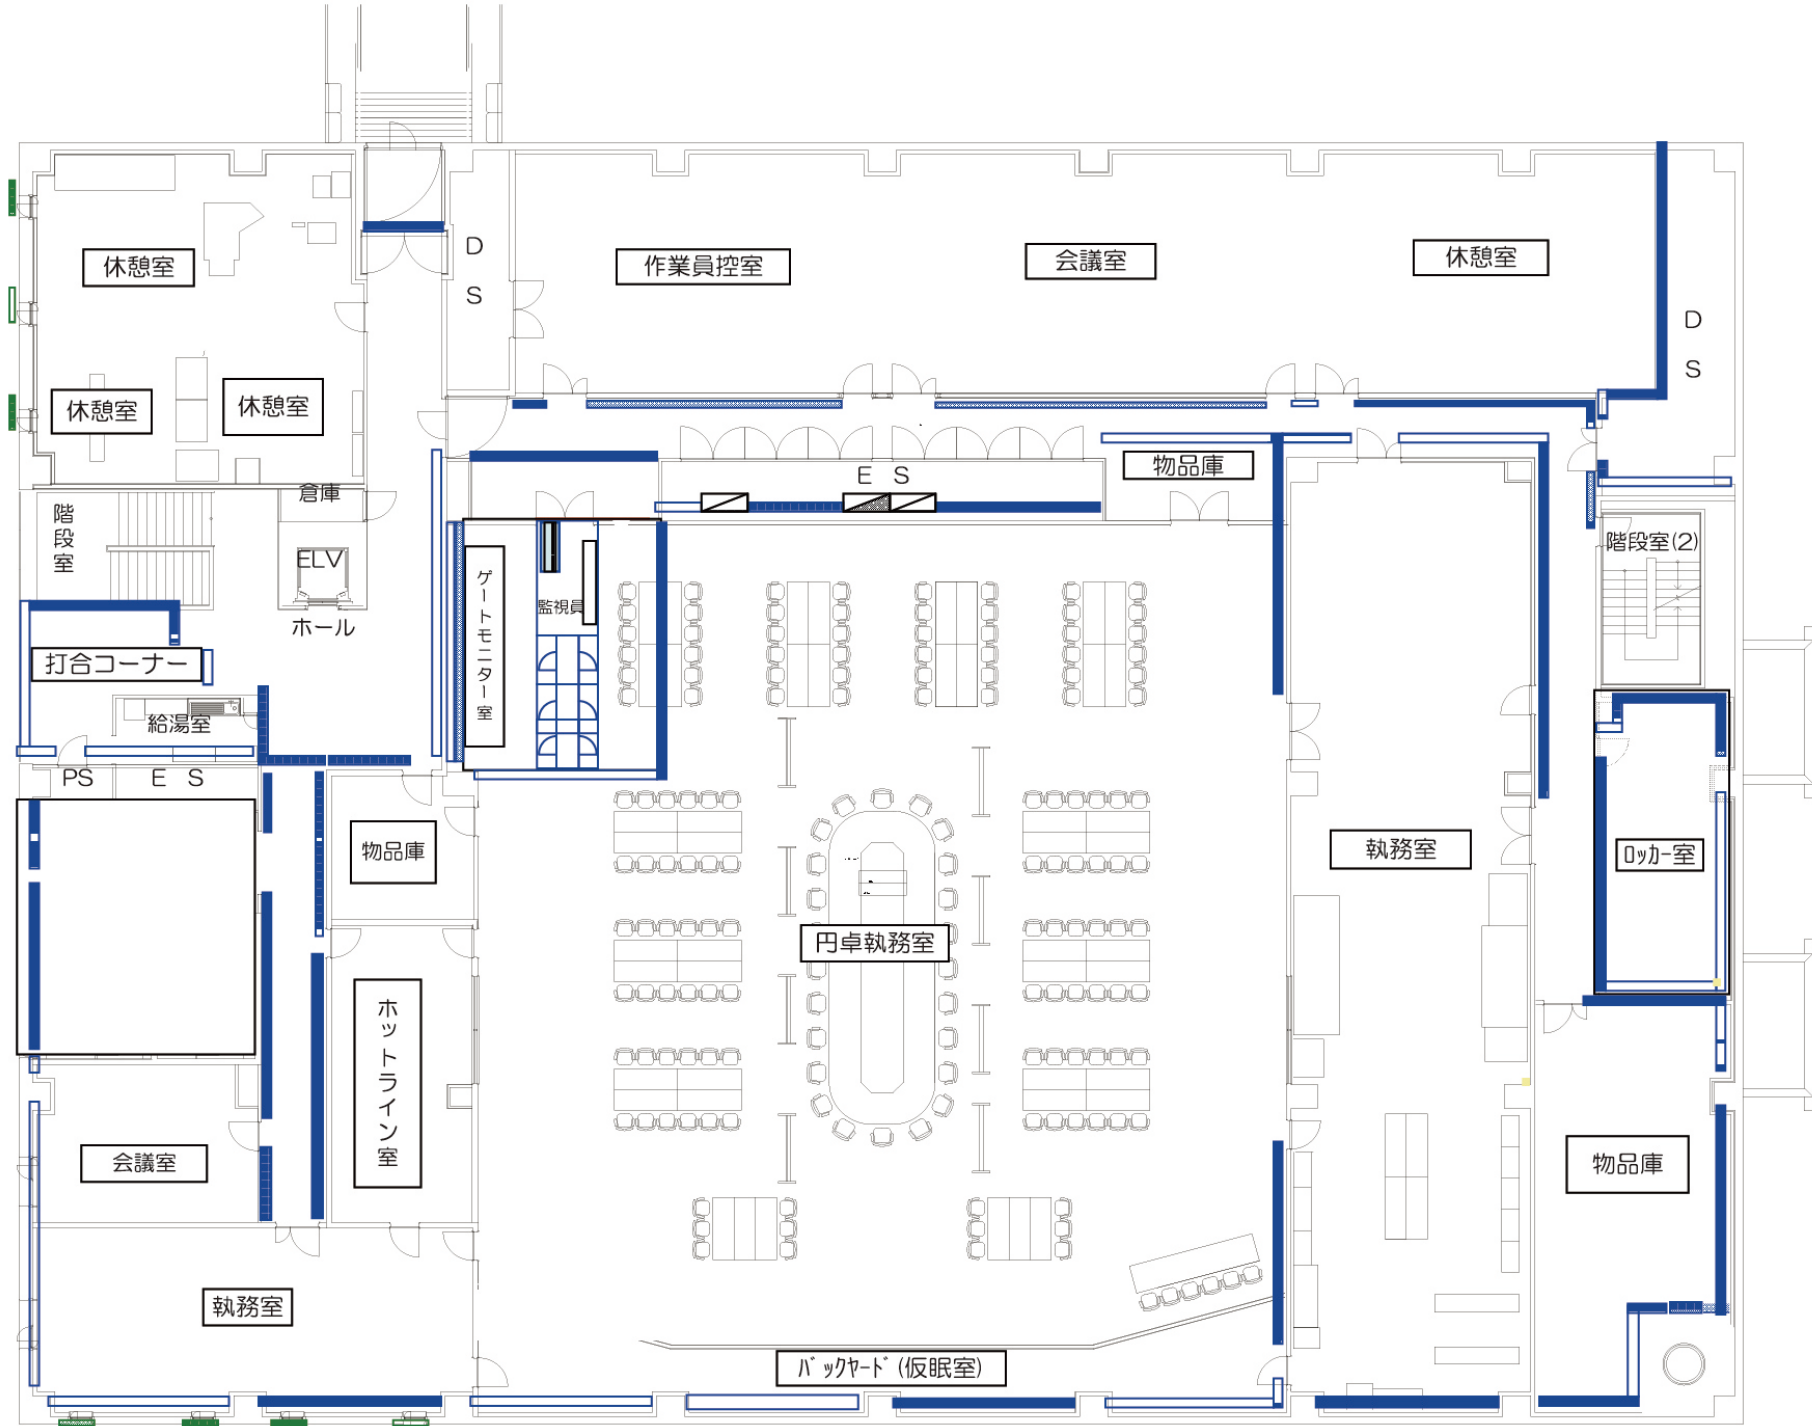 D
S
休憩室
作業員控室
会議室
休憩室
D
S
休憩室
休憩室
物品庫
E S
倉庫
階段室
ELV
階段室(2)
ゲートモニター室
監視員
ホール
打合コーナー
給湯室
PS
E S
物品庫
執務室
ロッカー室
円卓執務室
ホットライン室
会議室
物品庫
執務室
バックヤード(仮眠室)